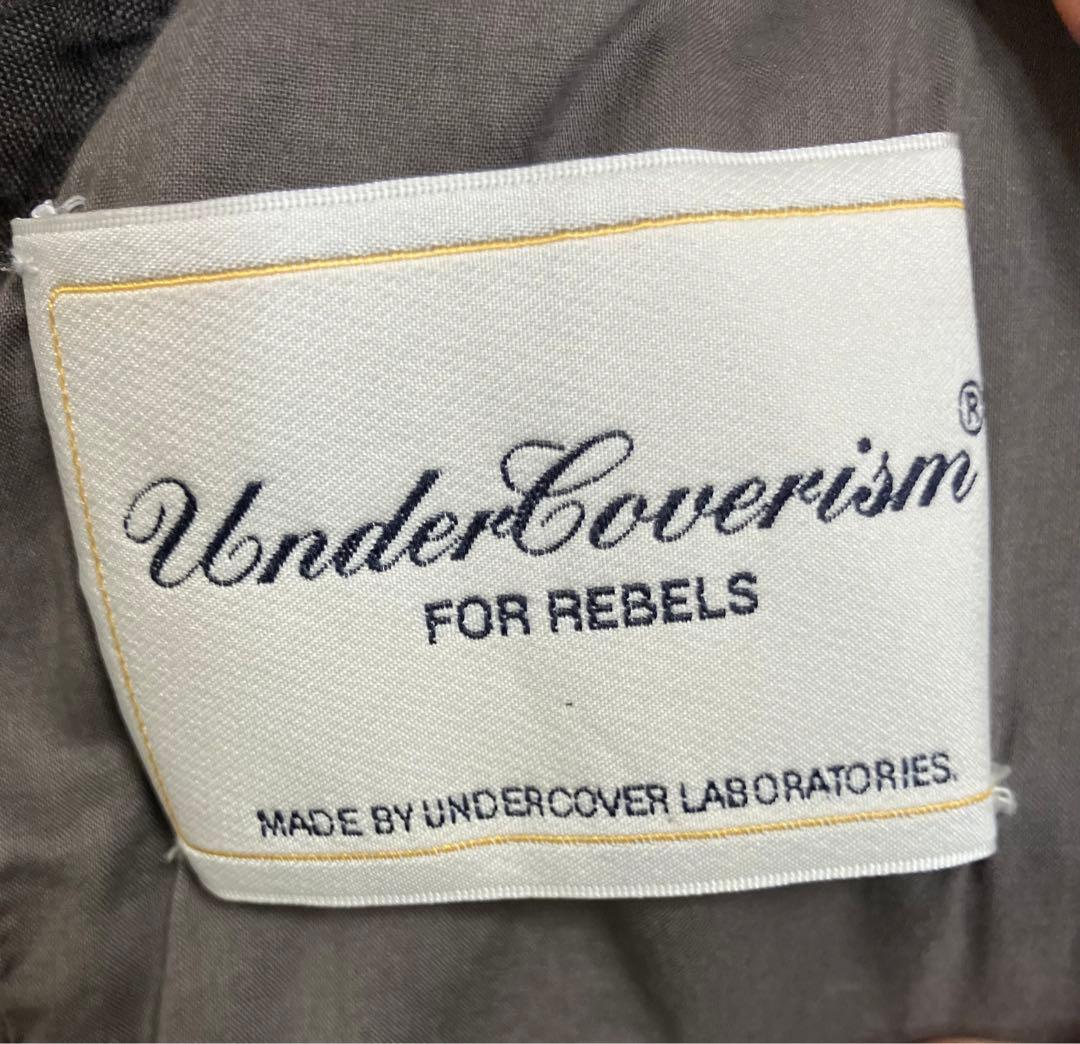 UnderCoverism®
FOR REBELS
MADE BY UNDERCOVER LABORATORIES.